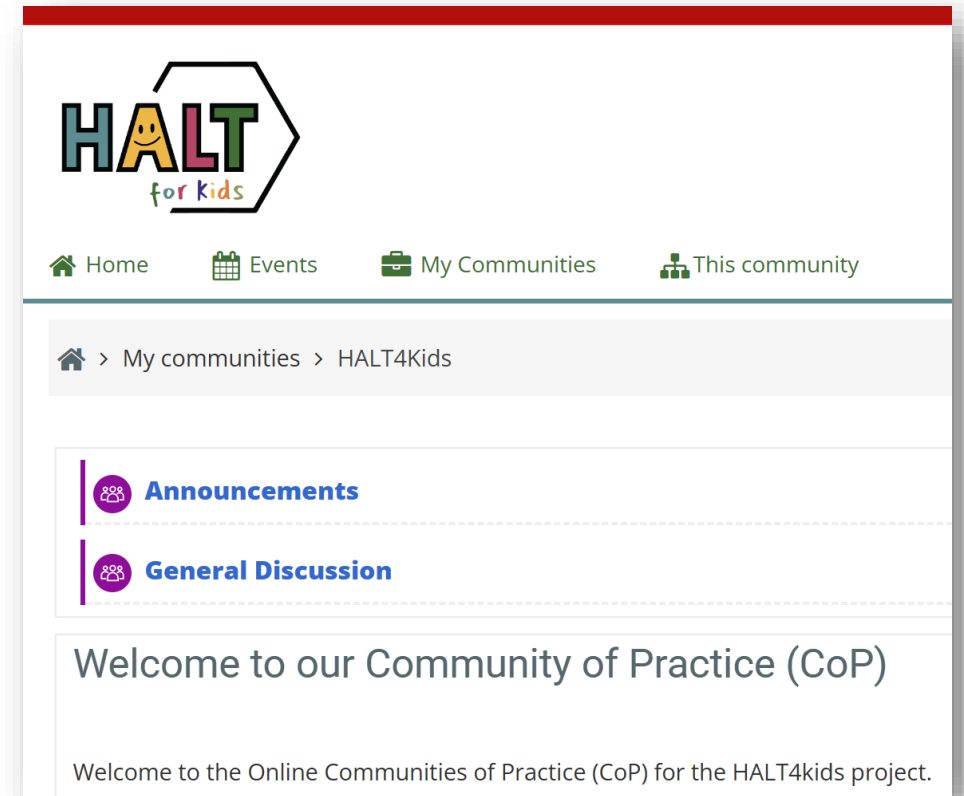 HALT
for kids
Home Events My Communities This community
> My communities > HALT4Kids
Announcements
General Discussion
Welcome to our Community of Practice (CoP)
Welcome to the Online Communities of Practice (CoP) for the HALT4kids project.